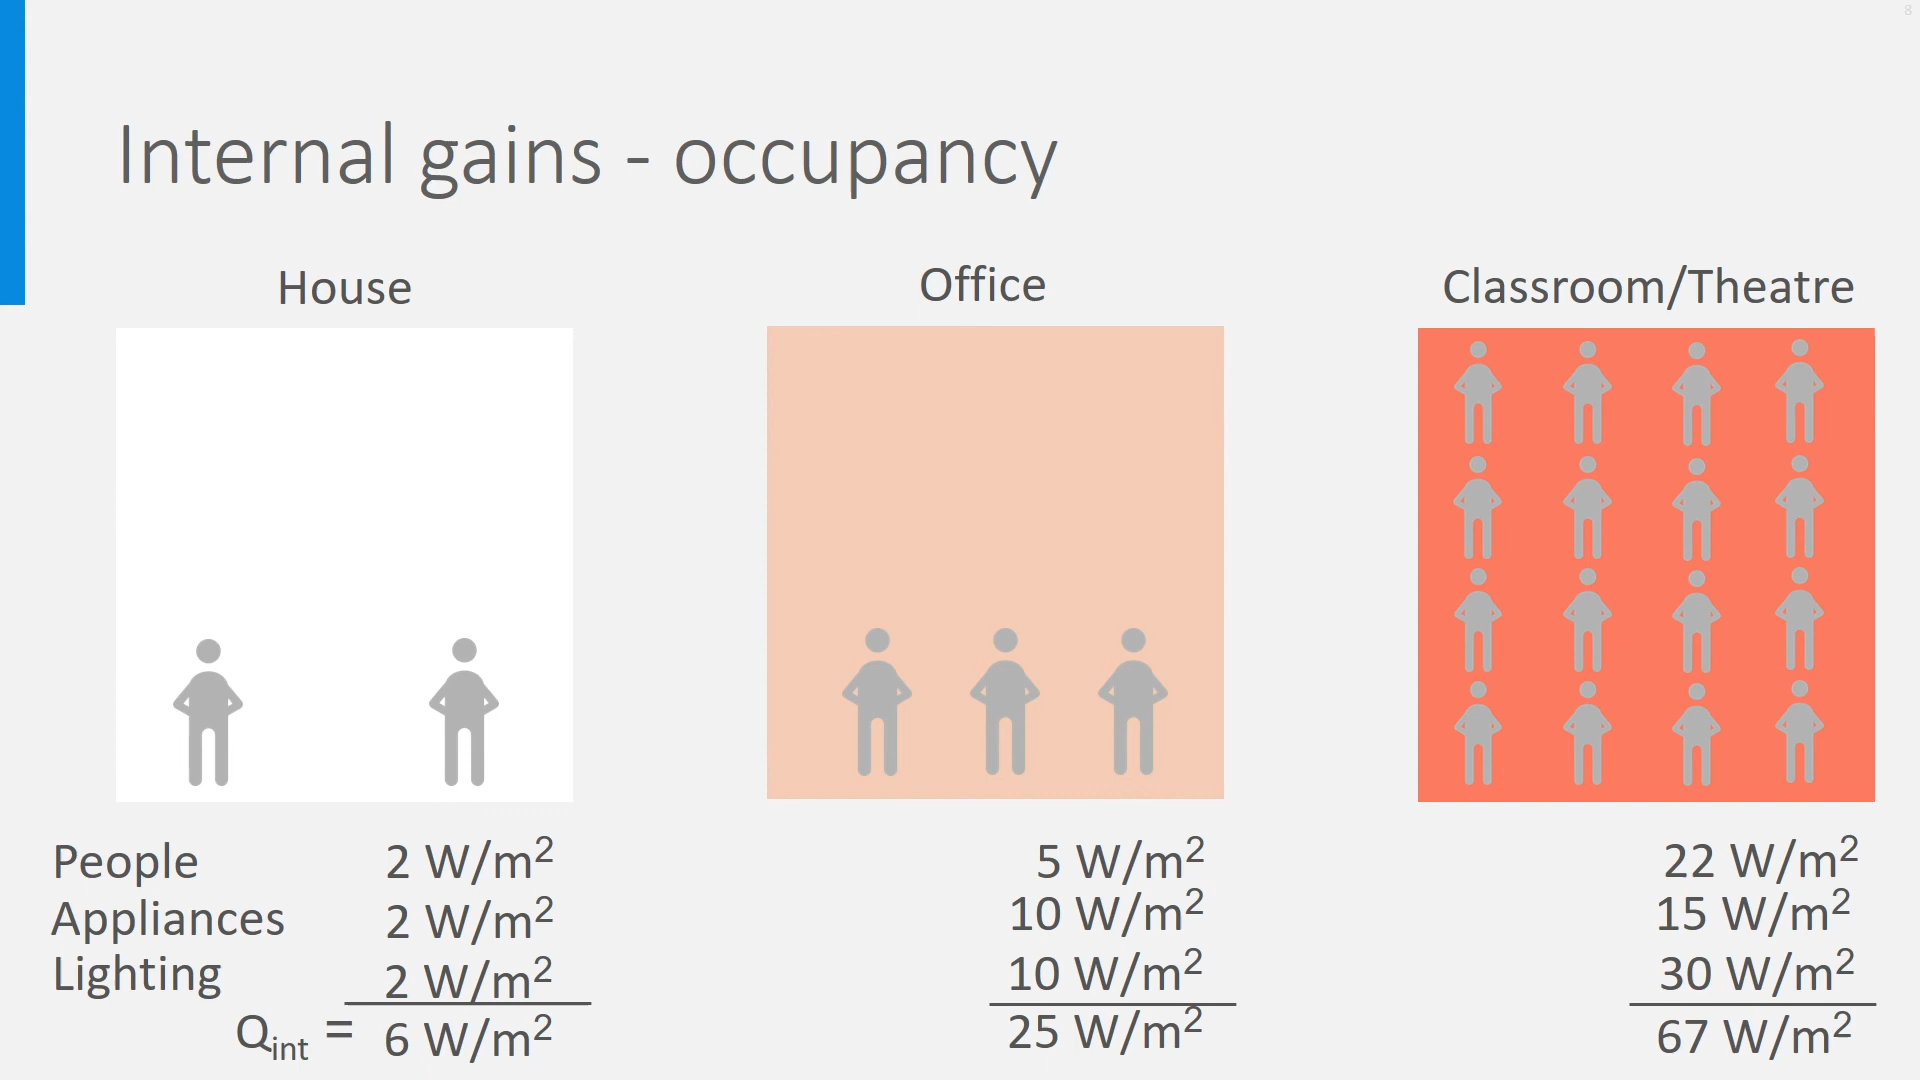 8
Internal gains - occupancy
House Office Classroom/Theatre
People 2 W/m² 5 W/m² 22 W/m²
Appliances 2 W/m² 10 W/m² 15 W/m²
Lighting 2 W/m² 10 W/m² 30 W/m²
Qint = 6 W/m² 25 W/m² 67 W/m²